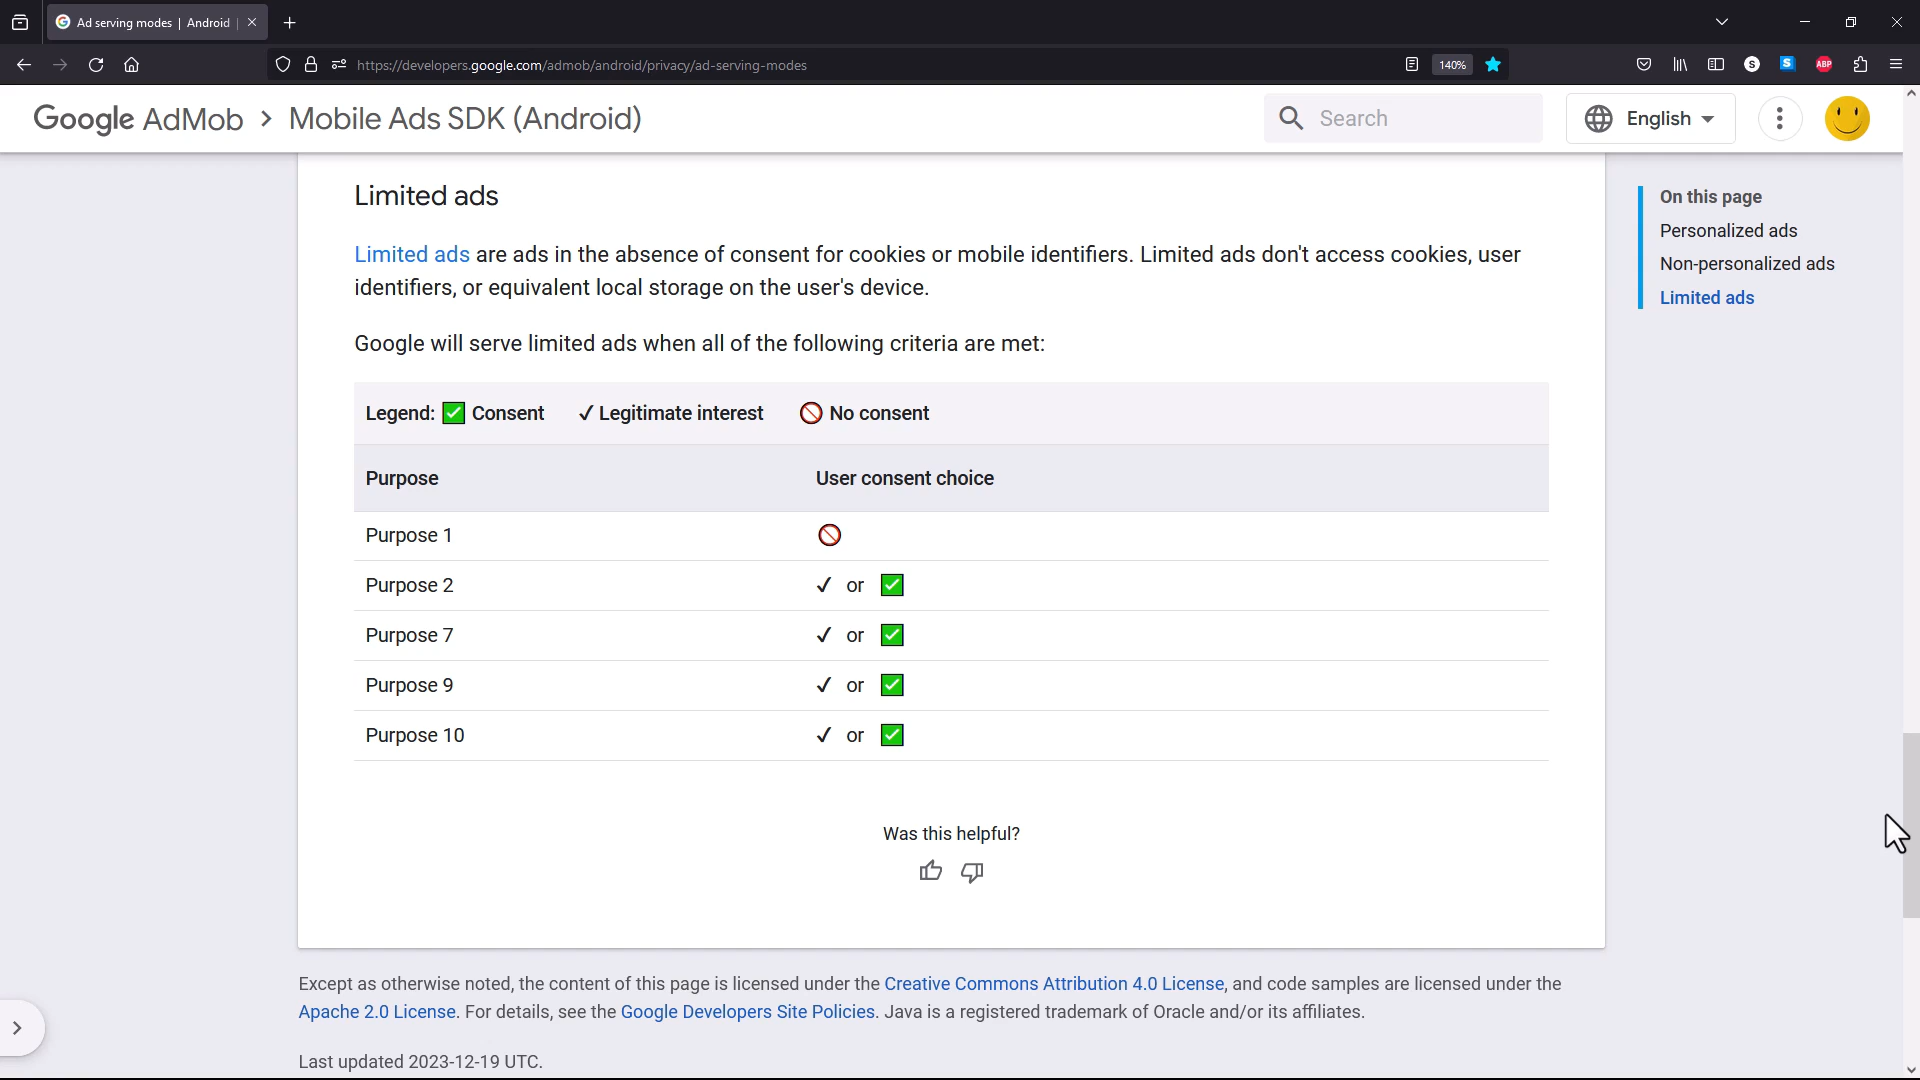 Ad serving modes | Android |
https://developers.google.com/admob/android/privacy/ad-serving-modes
140%
S
S
ABP
Google AdMob > Mobile Ads SDK (Android)
Search
English
Limited ads
Limited ads are ads in the absence of consent for cookies or mobile identifiers. Limited ads don't access cookies, user
identifiers, or equivalent local storage on the user's device.
Google will serve limited ads when all of the following criteria are met:
Legend: ✅ Consent ✓ Legitimate interest 🚫 No consent
Purpose User consent choice
Purpose 1 🚫
Purpose 2 ✓ or ✅
Purpose 7 ✓ or ✅
Purpose 9 ✓ or ✅
Purpose 10 ✓ or ✅
Was this helpful?
On this page
Personalized ads
Non-personalized ads
Limited ads
Except as otherwise noted, the content of this page is licensed under the Creative Commons Attribution 4.0 License, and code samples are licensed under the
Apache 2.0 License. For details, see the Google Developers Site Policies. Java is a registered trademark of Oracle and/or its affiliates.
Last updated 2023-12-19 UTC.